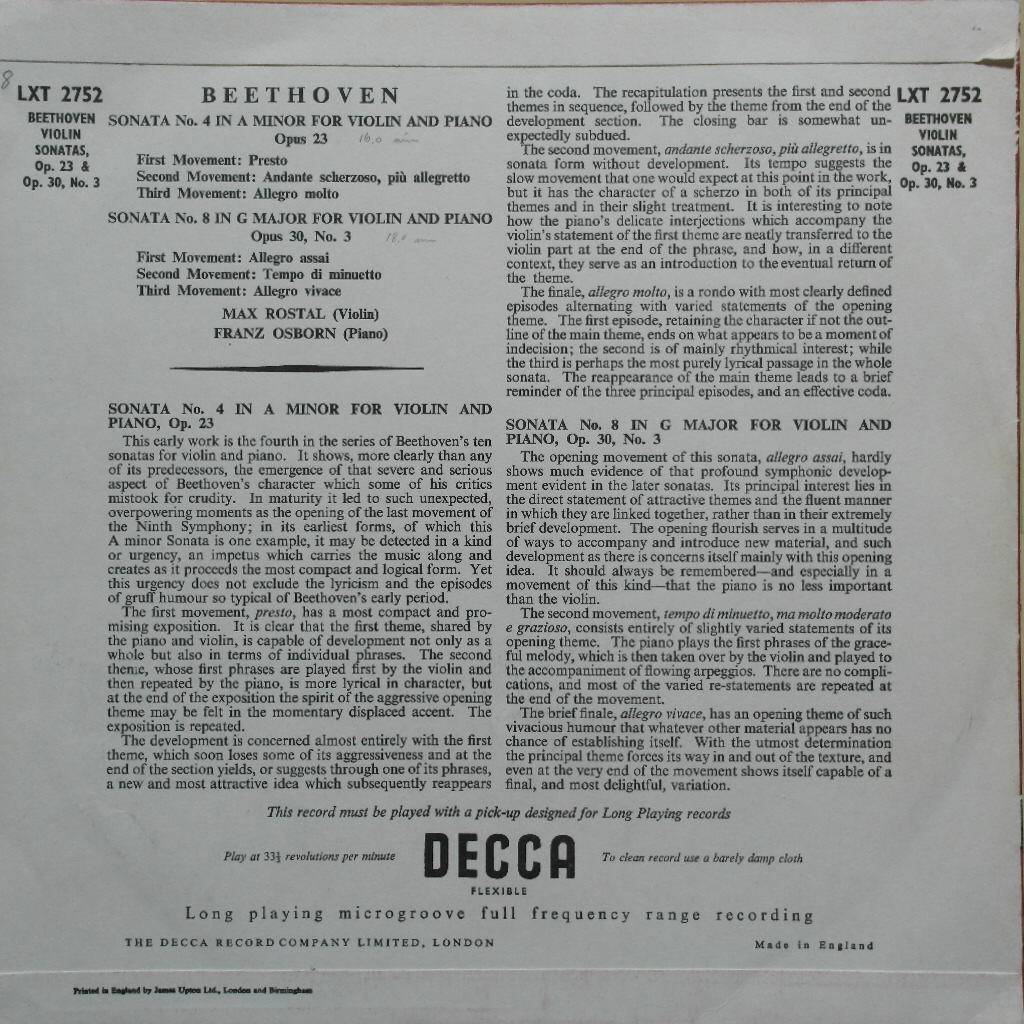 8
LXT 2752
BEETHOVEN
VIOLIN
SONATAS,
Op. 23 &
Op. 30, No. 3
BEETHOVEN
SONATA No. 4 IN A MINOR FOR VIOLIN AND PIANO
Opus 23
First Movement: Presto
Second Movement: Andante scherzoso, più allegretto
Third Movement: Allegro molto
SONATA No. 8 IN G MAJOR FOR VIOLIN AND PIANO
Opus 30, No. 3
First Movement: Allegro assai
Second Movement: Tempo di minuetto
Third Movement: Allegro vivace
MAX ROSTAL (Violin)
FRANZ OSBORN (Piano)
SONATA No. 4 IN A MINOR FOR VIOLIN AND
PIANO, Op. 23
This early work is the fourth in the series of Beethoven's ten
sonatas for violin and piano. It shows, more clearly than any
of its predecessors, the emergence of that severe and serious
aspect of Beethoven's character which some of his critics
mistook for crudity. In maturity it led to such unexpected,
overpowering moments as the opening of the last movement of
the Ninth Symphony; in its earliest forms, of which this
A minor Sonata is one example, it may be detected in a kind
or urgency, an impetus which carries the music along and
creates as it proceeds the most compact and logical form. Yet
this urgency does not exclude the lyricism and the episodes
of gruff humour so typical of Beethoven's early period.
The first movement, presto, has a most compact and pro-
mising exposition. It is clear that the first theme, shared by
the piano and violin, is capable of development not only as a
whole but also in terms of individual phrases. The second
theme, whose first phrases are played first by the violin and
then repeated by the piano, is more lyrical in character, but
at the end of the exposition the spirit of the aggressive opening
theme may be felt in the momentary displaced accent. The
exposition is repeated.
The development is concerned almost entirely with the first
theme, which soon loses some of its aggressiveness and at the
end of the section yields, or suggests through one of its phrases,
a new and most attractive idea which subsequently reappears
in the coda. The recapitulation presents the first and second
themes in sequence, followed by the theme from the end of the
development section. The closing bar is somewhat un-
expectedly subdued.
The second movement, andante scherzoso, più allegretto, is in
sonata form without development. Its tempo suggests the
slow movement that one would expect at this point in the work,
but it has the character of a scherzo in both of its principal
themes and in their slight treatment. It is interesting to note
how the piano's delicate interjections which accompany the
violin's statement of the first theme are neatly transferred to the
violin part at the end of the phrase, and how, in a different
context, they serve as an introduction to the eventual return of
the theme.
The finale, allegro molto, is a rondo with most clearly defined
episodes alternating with varied statements of the opening
theme. The first episode, retaining the character if not the out-
line of the main theme, ends on what appears to be a moment of
indecision; the second is of mainly rhythmical interest; while
the third is perhaps the most purely lyrical passage in the whole
sonata. The reappearance of the main theme leads to a brief
reminder of the three principal episodes, and an effective coda.
SONATA No. 8 IN G MAJOR FOR VIOLIN AND
PIANO, Op. 30, No. 3
The opening movement of this sonata, allegro assai, hardly
shows much evidence of that profound symphonic develop-
ment evident in the later sonatas. Its principal interest lies in
the direct statement of attractive themes and the fluent manner
in which they are linked together, rather than in their extremely
brief development. The opening flourish serves in a multitude
of ways to accompany and introduce new material, and such
development as there is concerns itself mainly with this opening
idea. It should always be remembered—and especially in a
movement of this kind—that the piano is no less important
than the violin.
The second movement, tempo di minuetto, ma molto moderato
e grazioso, consists entirely of slightly varied statements of its
opening theme. The piano plays the first phrases of the grace-
ful melody, which is then taken over by the violin and played to
the accompaniment of flowing arpeggios. There are no compli-
cations, and most of the varied re-statements are repeated at
the end of the movement.
The brief finale, allegro vivace, has an opening theme of such
vivacious humour that whatever other material appears has no
chance of establishing itself. With the utmost determination
the principal theme forces its way in and out of the texture, and
even at the very end of the movement shows itself capable of a
final, and most delightful, variation.
LXT 2752
BEETHOVEN
VIOLIN
SONATAS,
Op. 23 &
Op. 30, No. 3
This record must be played with a pick-up designed for Long Playing records
Play at 33⅓ revolutions per minute
DECCA
FLEXIBLE
To clean record use a barely damp cloth
Long playing microgroove full frequency range recording
THE DECCA RECORD COMPANY LIMITED, LONDON
Made in England
Printed in England by James Upton Ltd., London and Birmingham